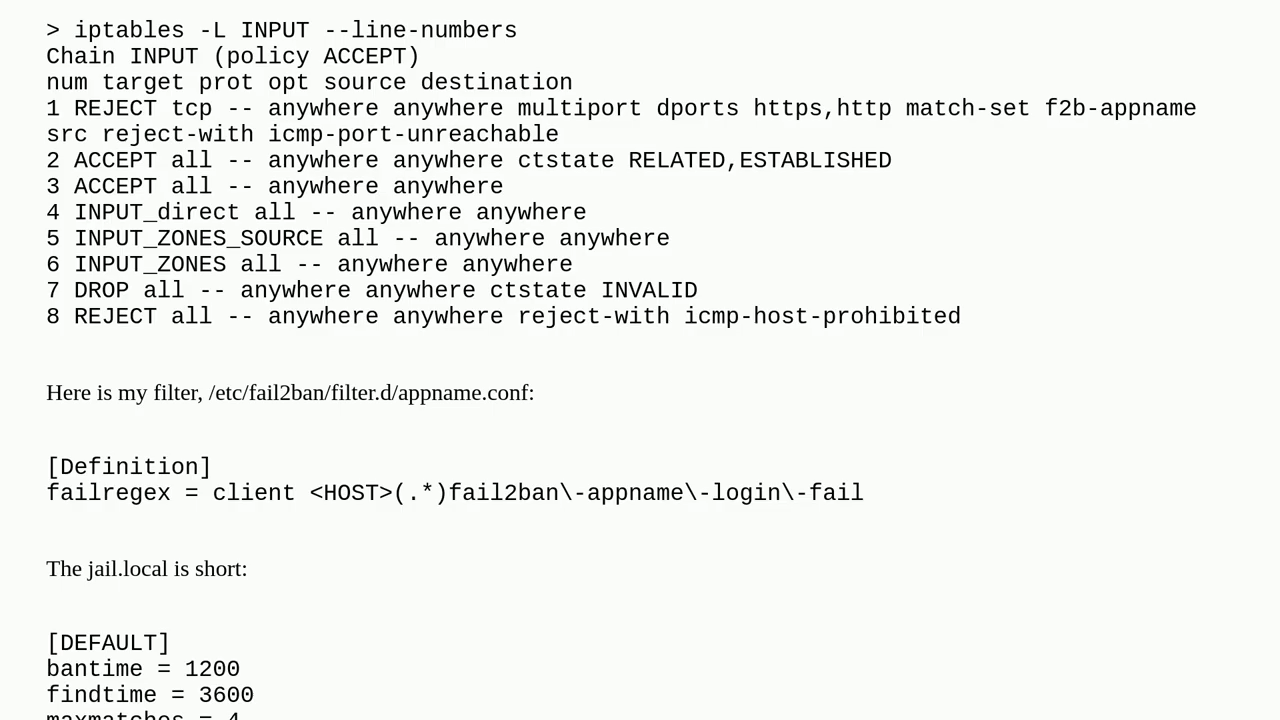 > iptables -L INPUT --line-numbers
Chain INPUT (policy ACCEPT)
num target prot opt source destination
1 REJECT tcp -- anywhere anywhere multiport dports https,http match-set f2b-appname
src reject-with icmp-port-unreachable
2 ACCEPT all -- anywhere anywhere ctstate RELATED,ESTABLISHED
3 ACCEPT all -- anywhere anywhere
4 INPUT_direct all -- anywhere anywhere
5 INPUT_ZONES_SOURCE all -- anywhere anywhere
6 INPUT_ZONES all -- anywhere anywhere
7 DROP all -- anywhere anywhere ctstate INVALID
8 REJECT all -- anywhere anywhere reject-with icmp-host-prohibited
Here is my filter, /etc/fail2ban/filter.d/appname.conf:
[Definition]
failregex = client <HOST>(.*)fail2ban\-appname\-login\-fail
The jail.local is short:
[DEFAULT]
bantime = 1200
findtime = 3600
maxmatches = 4